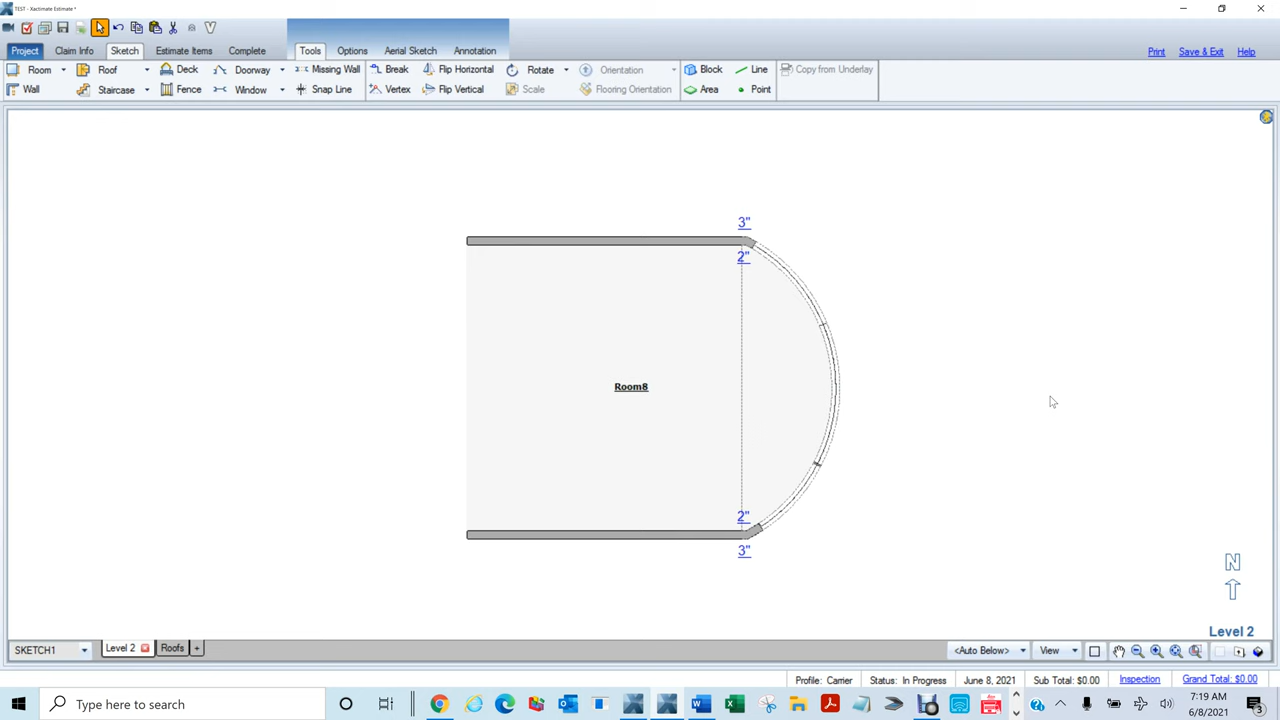 TEST - Xactimate Estimate *
Project Claim Info Sketch Estimate Items Complete Tools Options Aerial Sketch Annotation Print Save & Exit Help
Room Roof Deck Doorway Missing Wall Break Flip Horizontal Rotate Orientation Block Line Copy from Underlay
Wall Staircase Fence Window Snap Line Vertex Flip Vertical Scale Flooring Orientation Area Point
3"
2"
Room8
2"
3"
N
Level 2
SKETCH1 Level 2 Roofs + <Auto Below> View
Profile: Carrier Status: In Progress June 8, 2021 Sub Total: $0.00 Inspection Grand Total: $0.00
Type here to search
7:19 AM
6/8/2021
3